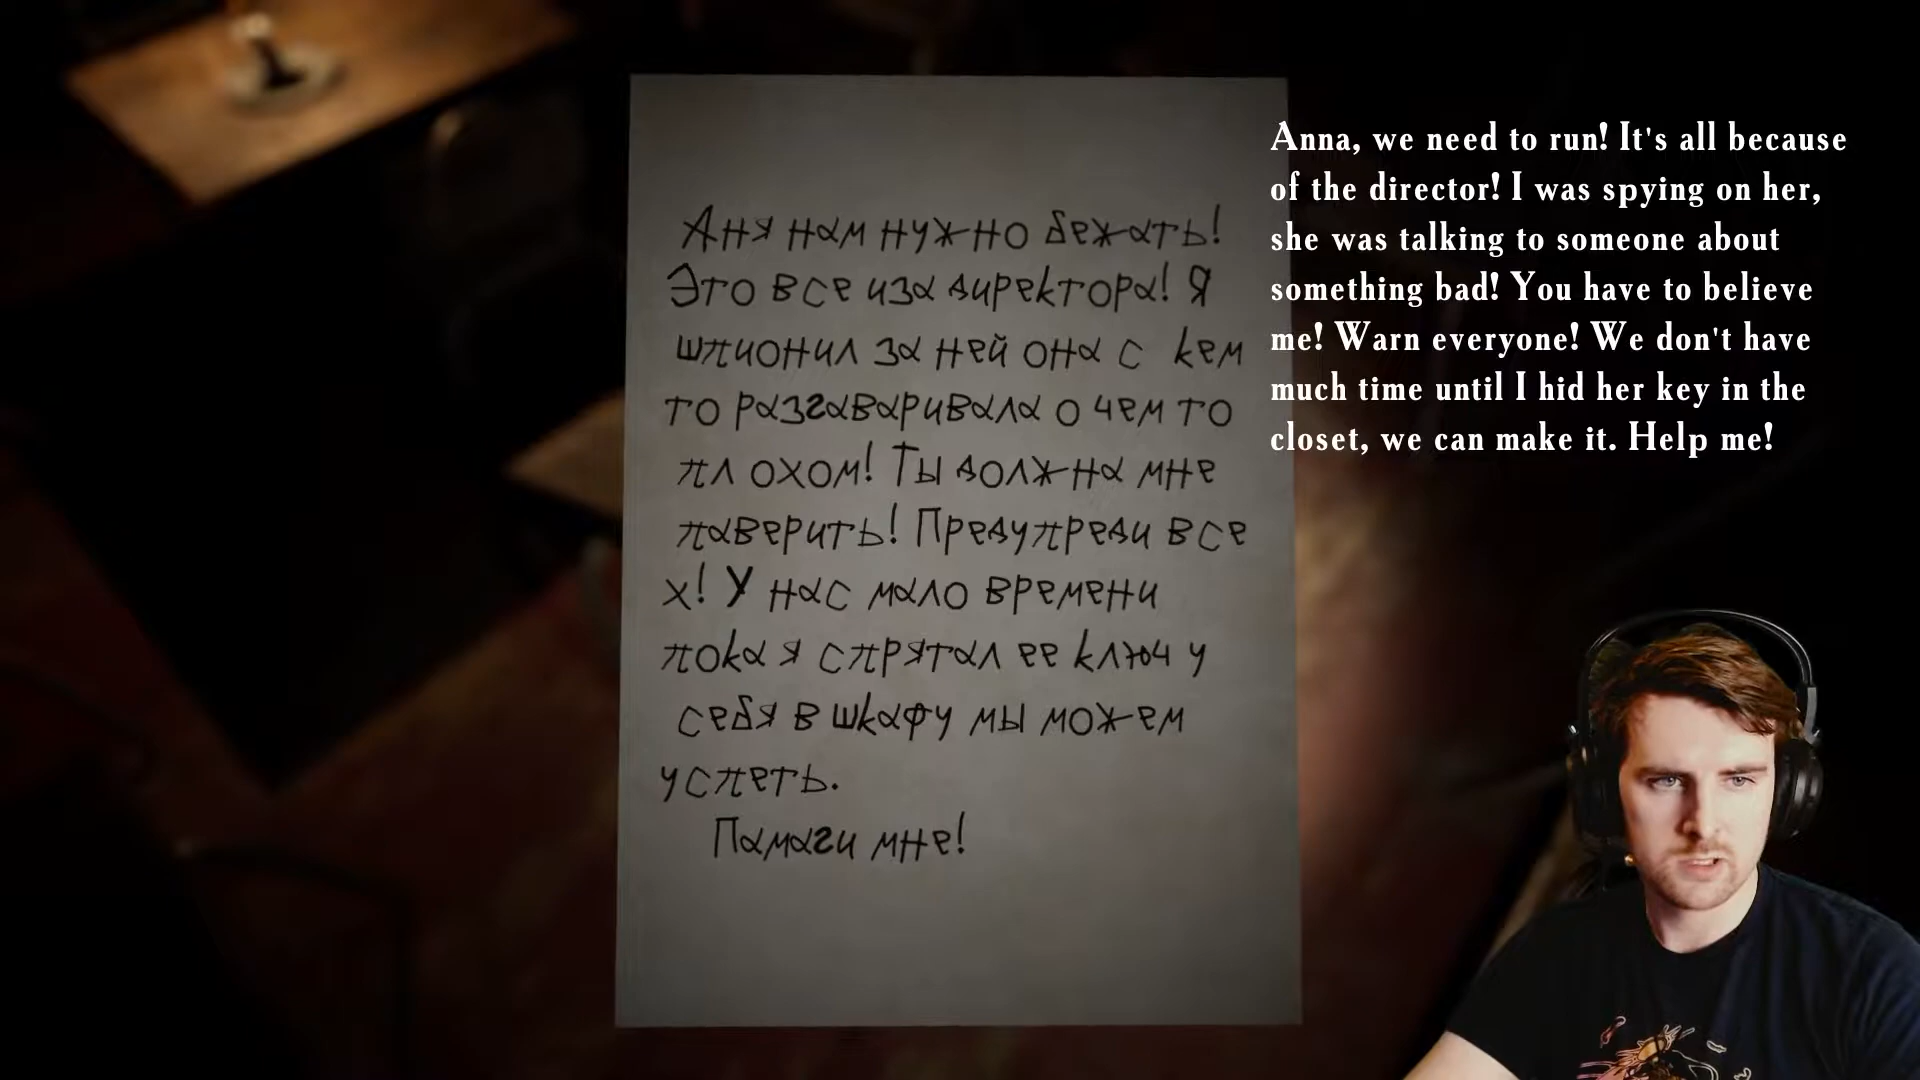 Аня нам нужно бежать!
Это все иза директора! Я
шпионил за ней она с кем
то разгаваривала о чем то
пл охом! Ты должна мне
паверить! Предупреди все
х! У нас мало времени
пока я спрятал ее ключ у
себя в шкафу мы можем
успеть.
Памаги мне!
Anna, we need to run! It's all because
of the director! I was spying on her,
she was talking to someone about
something bad! You have to believe
me! Warn everyone! We don't have
much time until I hid her key in the
closet, we can make it. Help me!